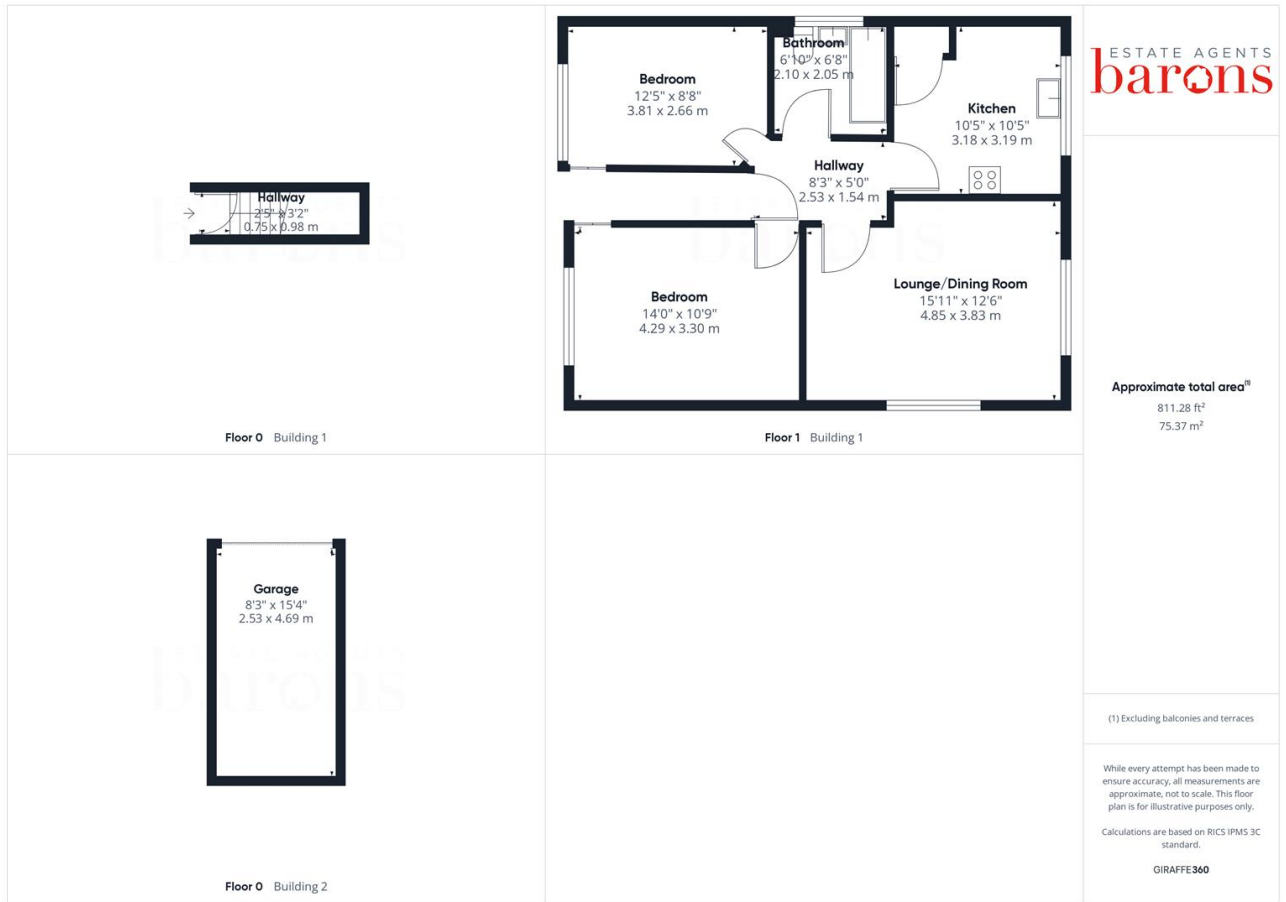 Hallway
2'5" x 3'2"
0.75 x 0.98 m
Floor 0 Building 1
Bedroom
12'5" x 8'8"
3.81 x 2.66 m
Bathroom
6'10" x 6'8"
2.10 x 2.05 m
Kitchen
10'5" x 10'5"
3.18 x 3.19 m
Hallway
8'3" x 5'0"
2.53 x 1.54 m
Bedroom
14'0" x 10'9"
4.29 x 3.30 m
Lounge/Dining Room
15'11" x 12'6"
4.85 x 3.83 m
Floor 1 Building 1
Garage
8'3" x 15'4"
2.53 x 4.69 m
Floor 0 Building 2
ESTATE AGENTS
barons
Approximate total area(1)
811.28 ft²
75.37 m²
(1) Excluding balconies and terraces
While every attempt has been made to
ensure accuracy, all measurements are
approximate, not to scale. This floor
plan is for illustrative purposes only.
Calculations are based on RICS IPMS 3C
standard.
GIRAFFE360